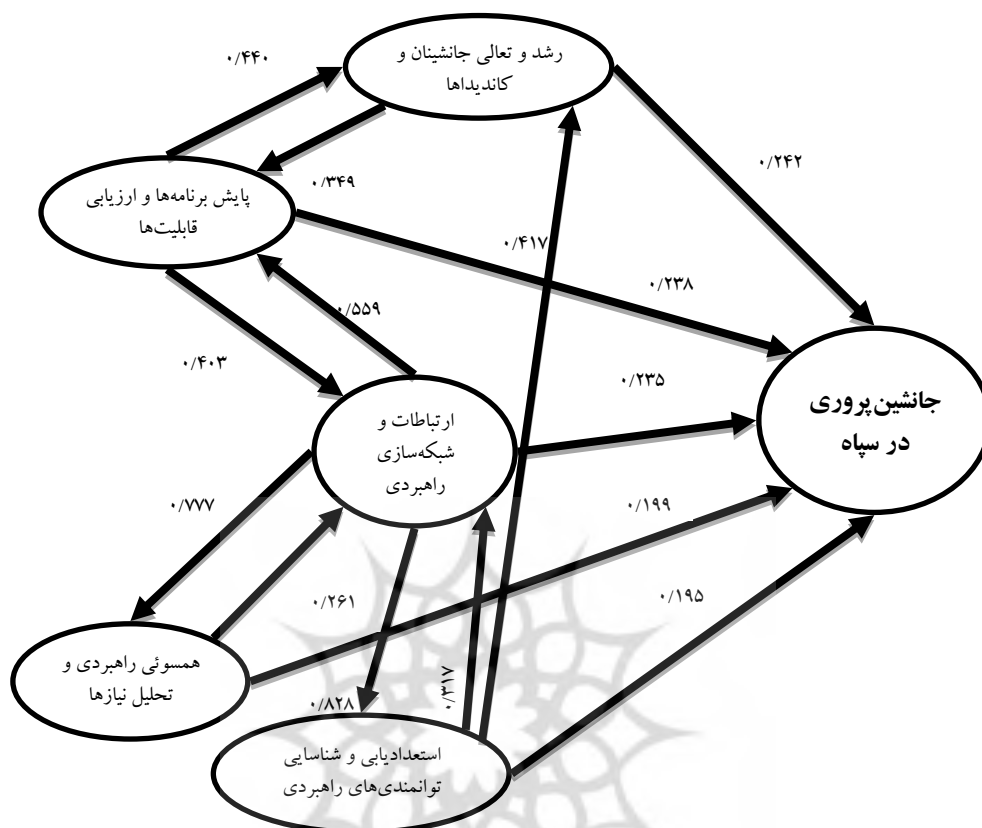 رشد و تعالی جانشینان و
کاندیداها
۰/۴۴۰
۰/۲۴۲
۰/۳۴۹
پایش برنامه‌ها و ارزیابی
قابلیت‌ها
۰/۴۱۷
۰/۲۳۸
۰/۵۵۹
۰/۴۰۳
۰/۲۳۵
جانشین‌پروری
در سپاه
ارتباطات و
شبکه‌سازی
راهبردی
۰/۷۷۷
۰/۱۹۹
۰/۲۶۱
۰/۱۹۵
همسوئی راهبردی و
تحلیل نیازها
۰/۳۱۷
۰/۸۲۸
استعدادیابی و شناسایی
توانمندی‌های راهبردی